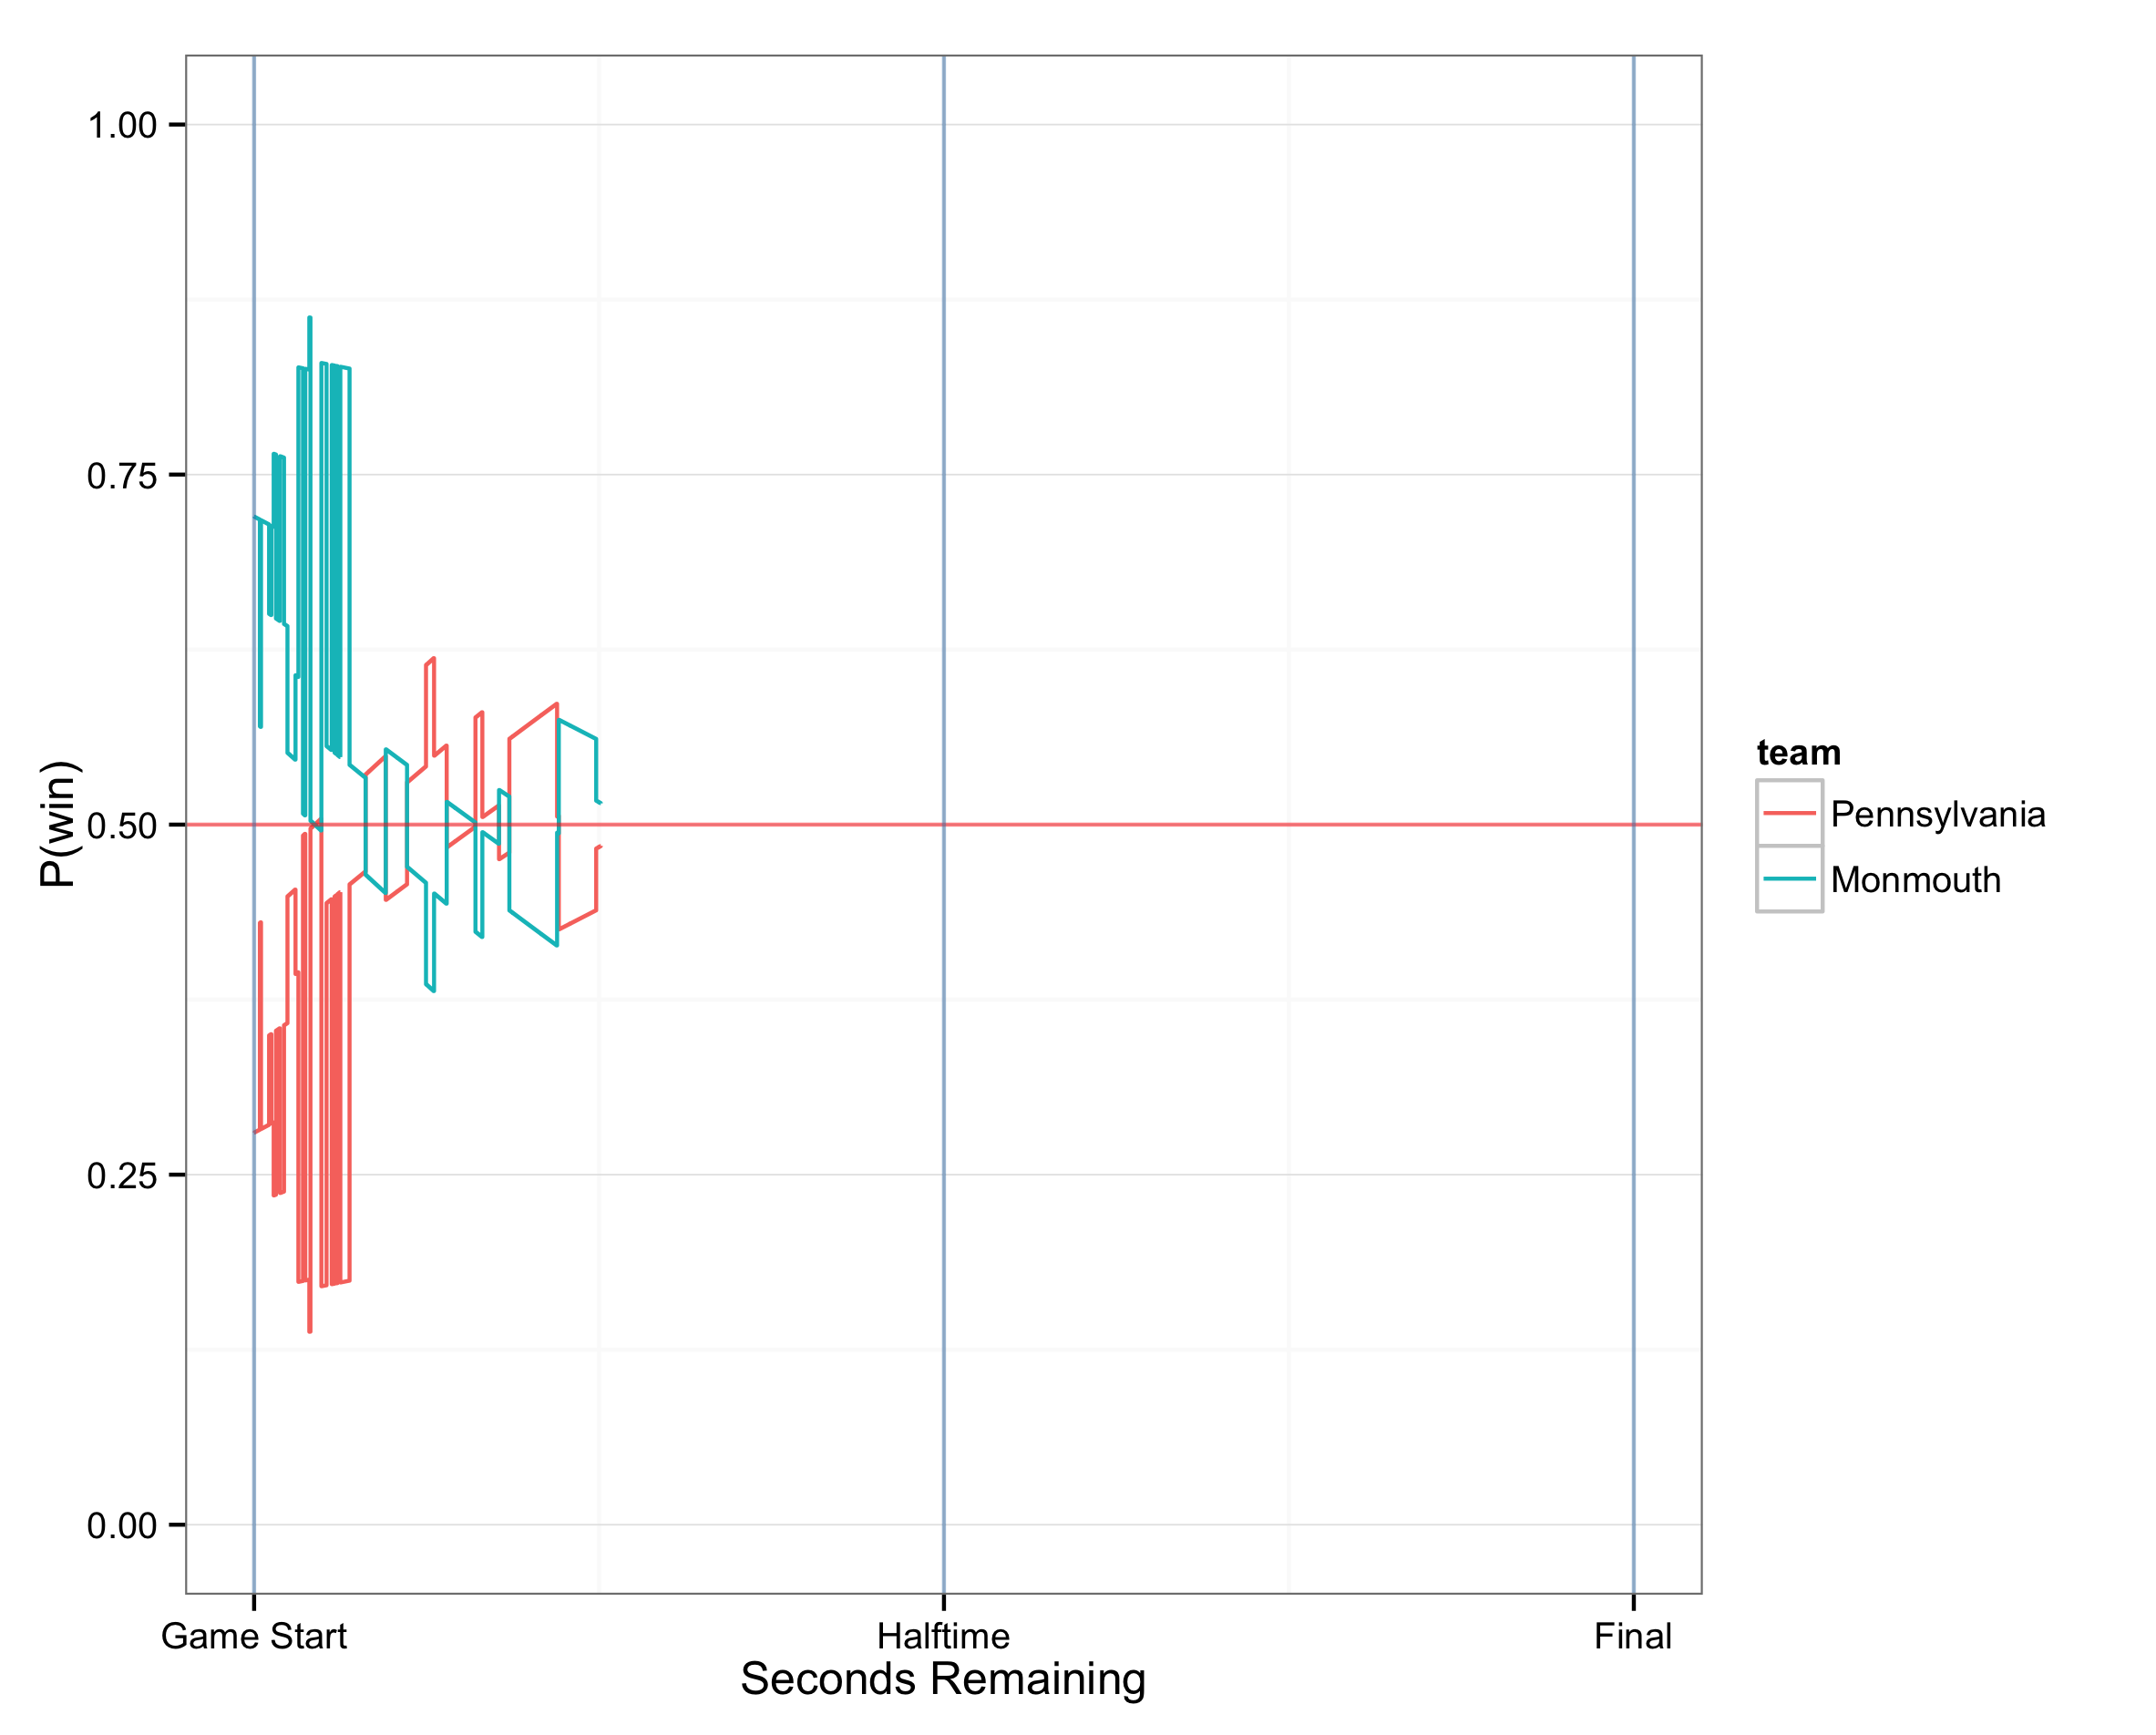 1.00
0.75
0.50
0.25
0.00
P(win)
Game Start
Halftime
Final
Seconds Remaining
team
Pennsylvania
Monmouth